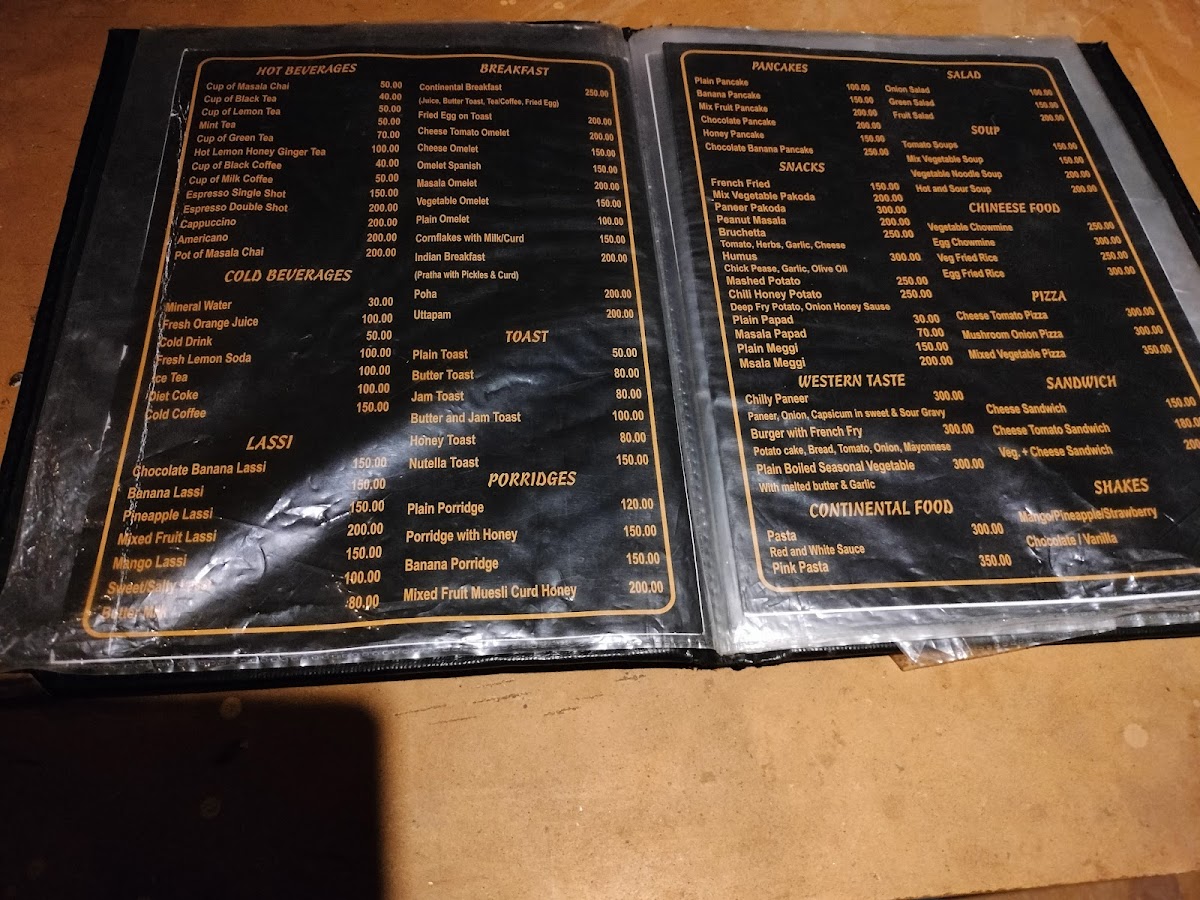 HOT BEVERAGES
Cup of Masala Chai 50.00
Cup of Black Tea 40.00
Cup of Lemon Tea 50.00
Mint Tea 50.00
Cup of Green Tea 70.00
Hot Lemon Honey Ginger Tea 100.00
Cup of Black Coffee 40.00
Cup of Milk Coffee 50.00
Espresso Single Shot 150.00
Espresso Double Shot 200.00
Cappuccino 200.00
Americano 200.00
Pot of Masala Chai 200.00
COLD BEVERAGES
Mineral Water 30.00
Fresh Orange Juice 100.00
Cold Drink 50.00
Fresh Lemon Soda 100.00
Ice Tea 100.00
Diet Coke 100.00
Cold Coffee 150.00
LASSI
Chocolate Banana Lassi 150.00
Banana Lassi 150.00
Pineapple Lassi 150.00
Mixed Fruit Lassi 200.00
Mango Lassi 150.00
Sweet/Salty 100.00
80.00
BREAKFAST
Continental Breakfast 250.00
(Juice, Butter Toast, Tea/Coffee, Fried Egg)
Fried Egg on Toast 200.00
Cheese Tomato Omelet 200.00
Cheese Omelet 150.00
Omelet Spanish 150.00
Masala Omelet 200.00
Vegetable Omelet 150.00
Plain Omelet 100.00
Cornflakes with Milk/Curd 150.00
Indian Breakfast 200.00
(Pratha with Pickles & Curd)
Poha 200.00
Uttapam 200.00
TOAST
Plain Toast 50.00
Butter Toast 80.00
Jam Toast 80.00
Butter and Jam Toast 100.00
Honey Toast 80.00
Nutella Toast 150.00
PORRIDGES
Plain Porridge 120.00
Porridge with Honey 150.00
Banana Porridge 150.00
Mixed Fruit Muesli Curd Honey 200.00
PANCAKES
Plain Pancake 100.00
Banana Pancake 150.00
Mix Fruit Pancake 200.00
Chocolate Pancake 200.00
Honey Pancake 150.00
Chocolate Banana Pancake 250.00
SNACKS
French Fried 150.00
Mix Vegetable Pakoda 200.00
Paneer Pakoda 300.00
Peanut Masala 200.00
Bruchetta 250.00
Tomato, Herbs, Garlic, Cheese
Humus 300.00
Chick Pease, Garlic, Olive Oil
Mashed Potato 250.00
Chili Honey Potato 250.00
Deep Fry Potato, Onion Honey Sause
Plain Papad 30.00
Masala Papad 70.00
Plain Meggi 150.00
Msala Meggi 200.00
WESTERN TASTE
Chilly Paneer 300.00
Paneer, Onion, Capsicum in sweet & Sour Gravy
Burger with French Fry 300.00
Potato cake, Bread, Tomato, Onion, Mayonnese
Plain Boiled Seasonal Vegetable 300.00
With melted butter & Garlic
CONTINENTAL FOOD
Pasta 300.00
Red and White Sauce
Pink Pasta 350.00
SALAD
Onion Salad 100.00
Green Salad 150.00
Fruit Salad 200.00
SOUP
Tomato Soups 150.00
Mix Vegetable Soup 150.00
Vegetable Noodle Soup 200.00
Hot and Sour Soup 200.00
CHINEESE FOOD
Vegetable Chowmine 250.00
Egg Chowmine 300.00
Veg Fried Rice 250.00
Egg Fried Rice 300.00
PIZZA
Cheese Tomato Pizza 300.00
Mushroom Onion Pizza 300.00
Mixed Vegetable Pizza 350.00
SANDWICH
Cheese Sandwich 150.00
Cheese Tomato Sandwich
Veg. + Cheese Sandwich
SHAKES
Mango/Pineapple/Strawberry
Chocolate / Vanilla